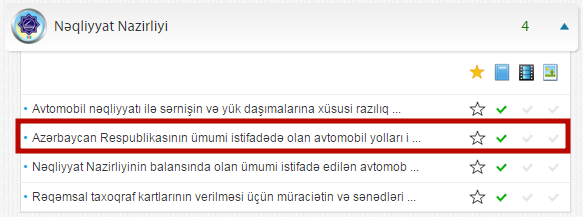 Nəqliyyat Nazirliyi 4
Avtomobil nəqliyyatı ilə sərnişin və yük daşımalarına xüsusi razılıq ...
Azərbaycan Respublikasının ümumi istifadədə olan avtomobil yolları i ...
Nəqliyyat Nazirliyinin balansında olan ümumi istifadə edilən avtomob ...
Rəqəmsal taxoqraf kartlarının verilməsi üçün müraciətin və sənədləri ...